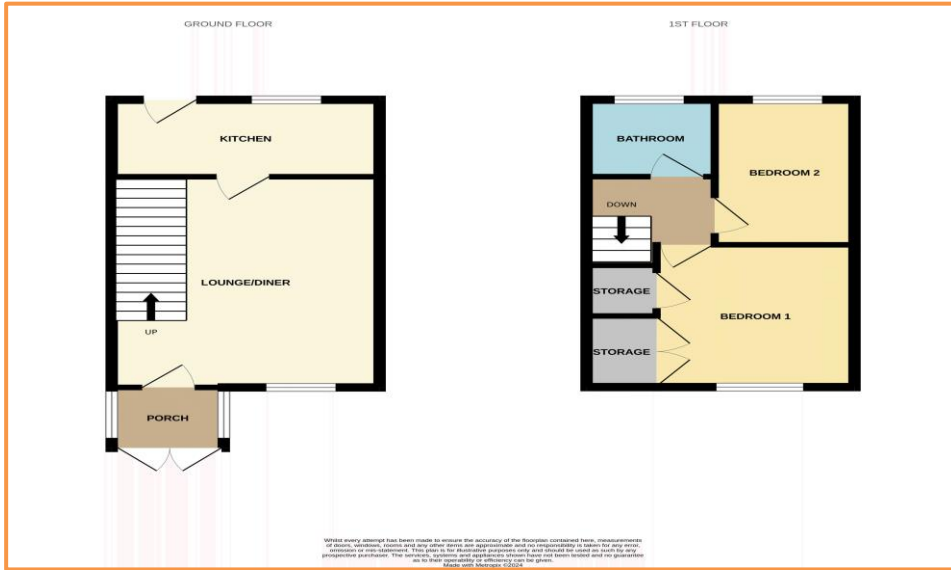 GROUND FLOOR
1ST FLOOR
KITCHEN
BATHROOM
BEDROOM 2
DOWN
LOUNGE/DINER
STORAGE
BEDROOM 1
UP
STORAGE
PORCH
Whilst every attempt has been made to ensure the accuracy of the floorplan contained here, measurements
of doors, windows, rooms and any other items are approximate and no responsibility is taken for any error,
omission or mis-statement. This plan is for illustrative purposes only and should be used as such by any
prospective purchaser. The services, systems and appliances shown have not been tested and no guarantee
as to their operability or efficiency can be given.
Made with Metropix ©2024